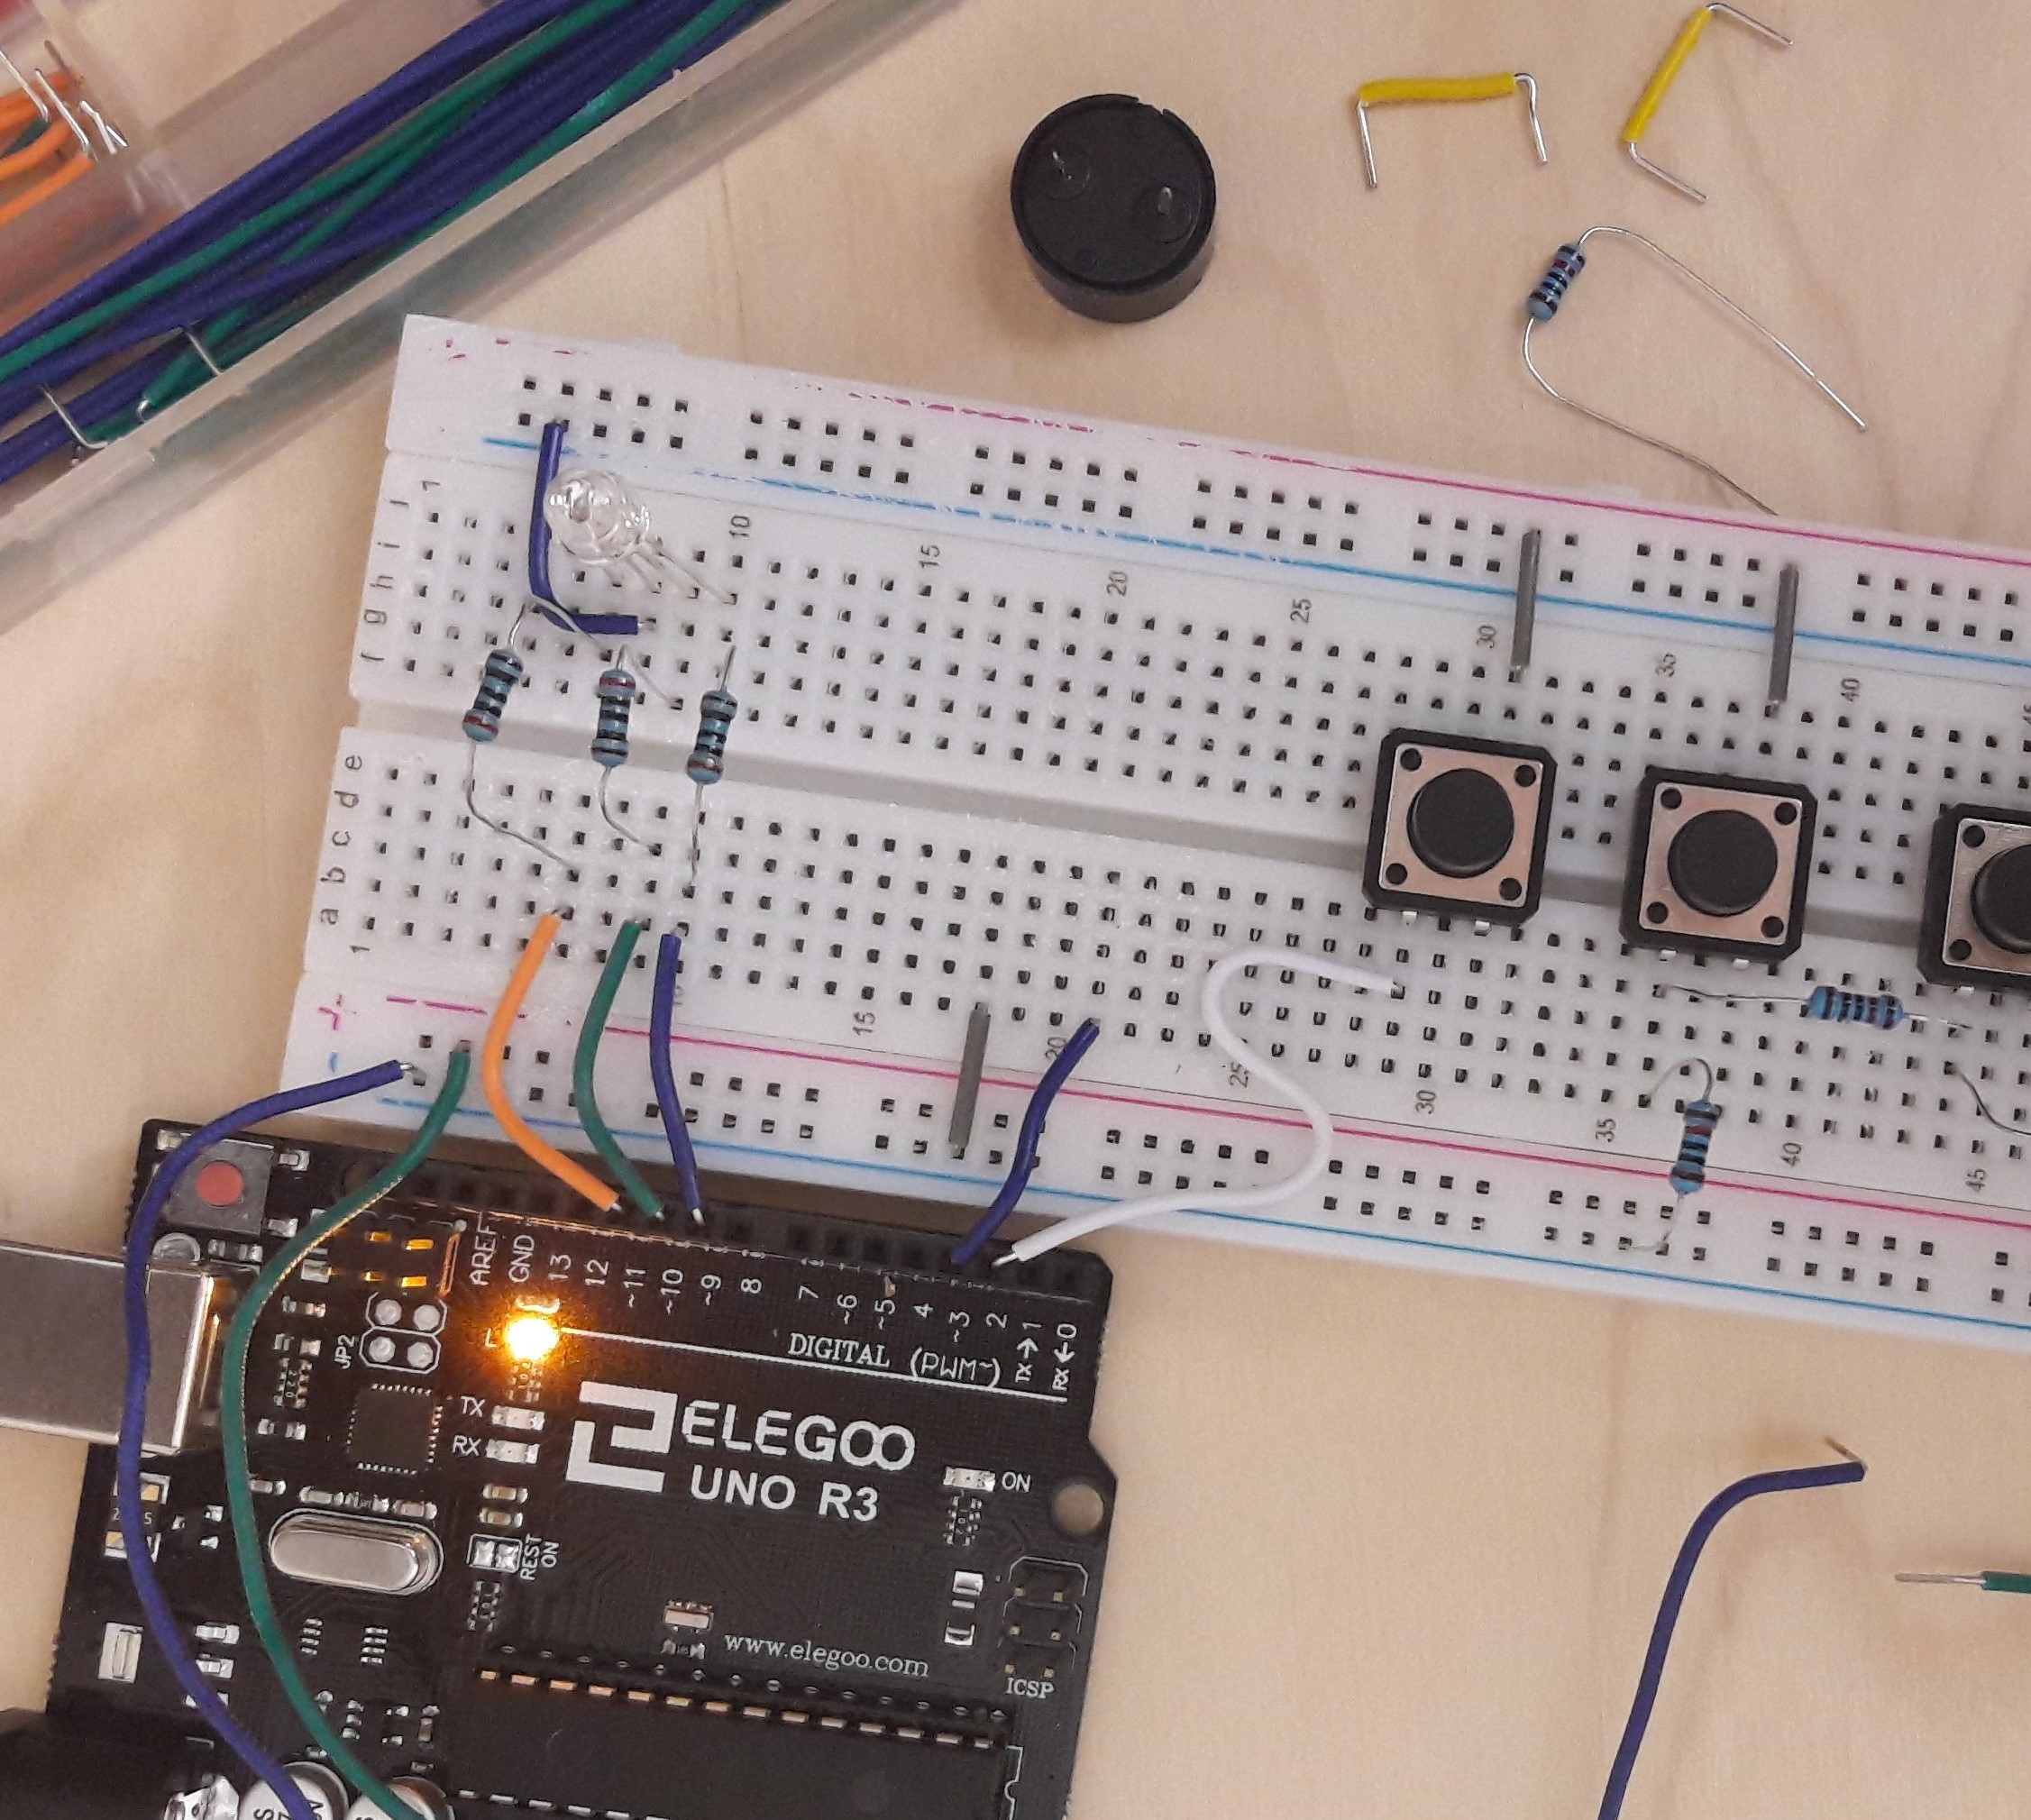 1
10
15
20
25
30
35
40
j
i
h
g
f
e
d
c
b
a
1
15
20
25
30
35
40
45
+
-
AREF
GND
13
12
~11
~10
~9
8
7
~6
~5
4
~3
2
TX→1
RX←0
L
DIGITAL (PWM~)
JP2
TX
RX
ELEGOO
UNO R3
ON
REST
ON
www.elegoo.com
ICSP